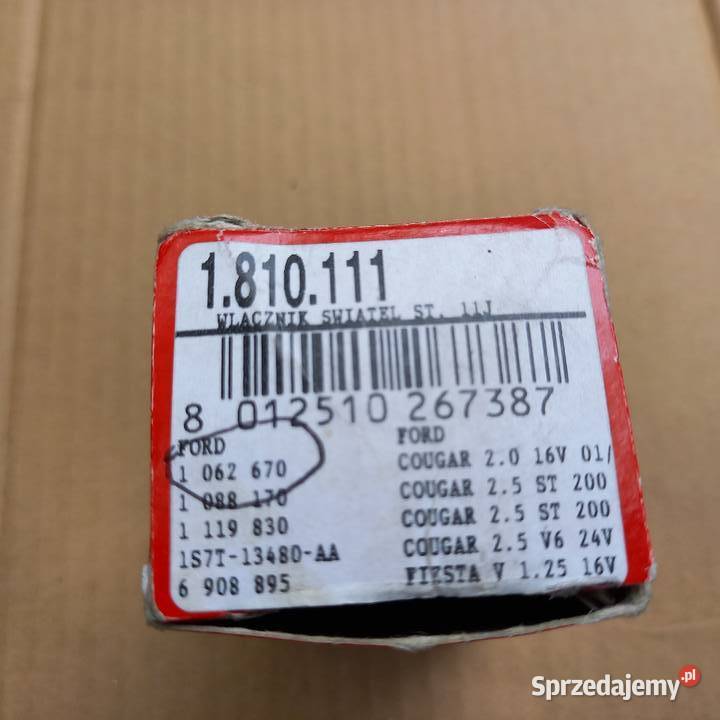 1.810.111
WLACZNIK SWIATEL ST. 11J
8 012510 267387
FORD
1 062 670
1 088 170
1 119 830
1S7T-13480-AA
6 908 895
FORD
COUGAR 2.0 16V 01/
COUGAR 2.5 ST 200
COUGAR 2.5 ST 200
COUGAR 2.5 V6 24V
FIESTA V 1.25 16V
Sprzedajemy.pl